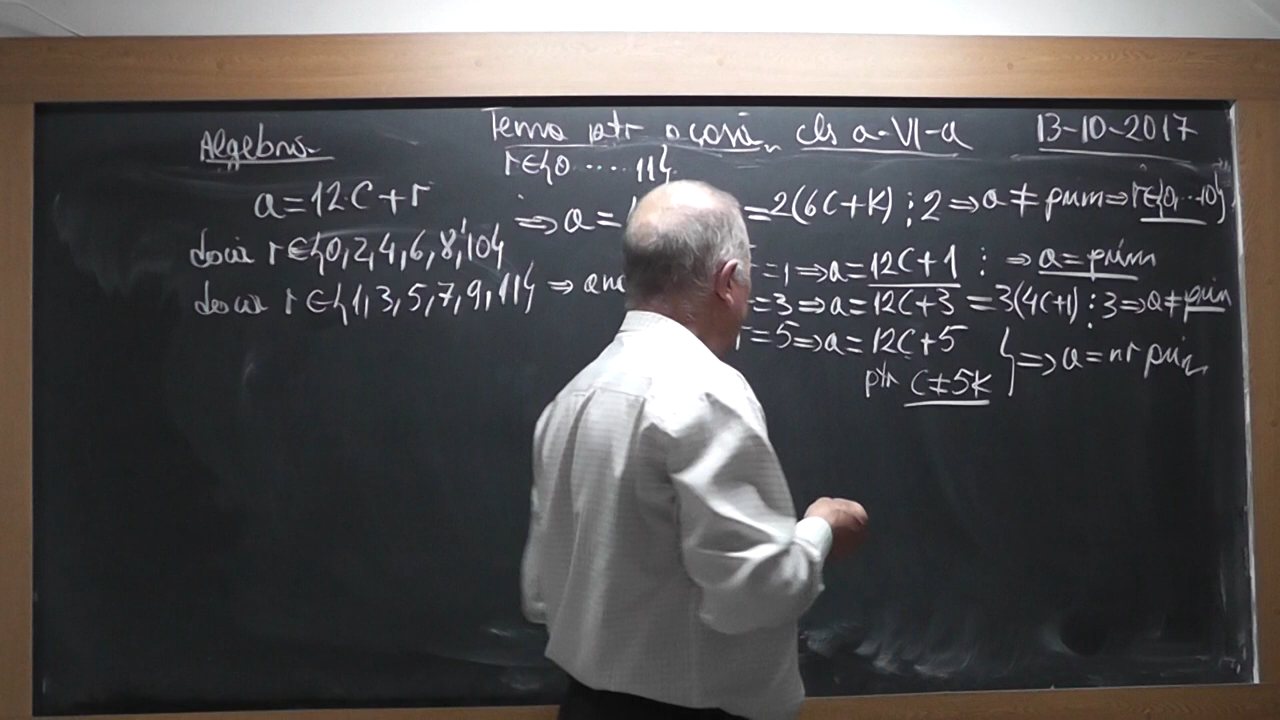 Algebra. Tema ptr acasă, cls a-VI-a 13-10-2017
r∈{0.....11}
a=12·C+r
⇒ a= =2(6C+K) ⋮ 2 ⇒ a ≠ prim ⇒ r∈{0,..10}
r∈{0,2,4,6,8,10}
r∈{1,3,5,7,9,11} ⇒
=1 ⇒ a=12C+1 : ⇒ a=prim
=3 ⇒ a=12C+3 =3(4C+1) ⋮ 3 ⇒ a≠prim
r=5 ⇒ a=12C+5
ptr C≠5K } ⇒ a=nr prim